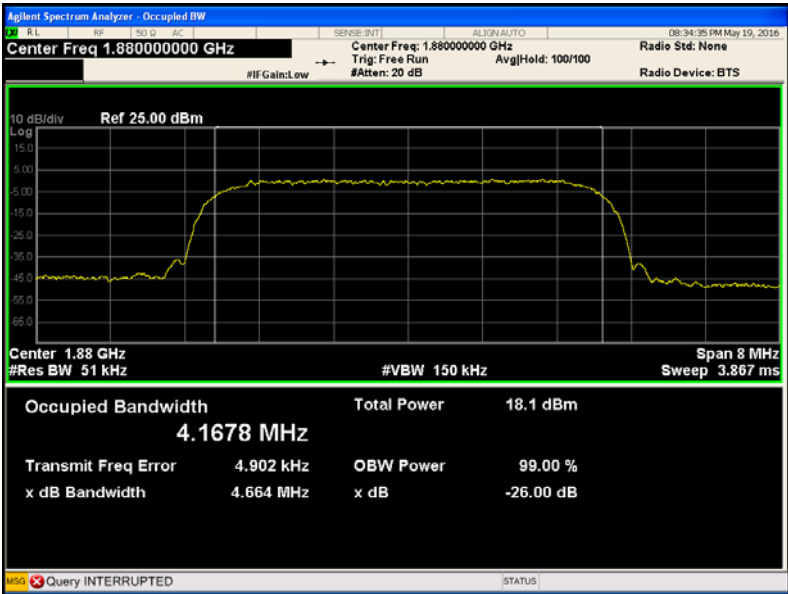 Agilent Spectrum Analyzer - Occupied BW
LXI RL RF 50 Ω AC SENSE:INT ALIGN AUTO 08:34:35 PM May 19, 2016
Center Freq 1.880000000 GHz Center Freq: 1.880000000 GHz Radio Std: None
Trig: Free Run Avg|Hold: 100/100
#IFGain:Low #Atten: 20 dB Radio Device: BTS
10 dB/div Ref 25.00 dBm
Log
15.0
5.00
-5.00
-15.0
-25.0
-35.0
-45.0
-55.0
-65.0
Center 1.88 GHz Span 8 MHz
#Res BW 51 kHz #VBW 150 kHz Sweep 3.867 ms
Occupied Bandwidth Total Power 18.1 dBm
4.1678 MHz
Transmit Freq Error 4.902 kHz OBW Power 99.00 %
x dB Bandwidth 4.664 MHz x dB -26.00 dB
MSG Query INTERRUPTED STATUS